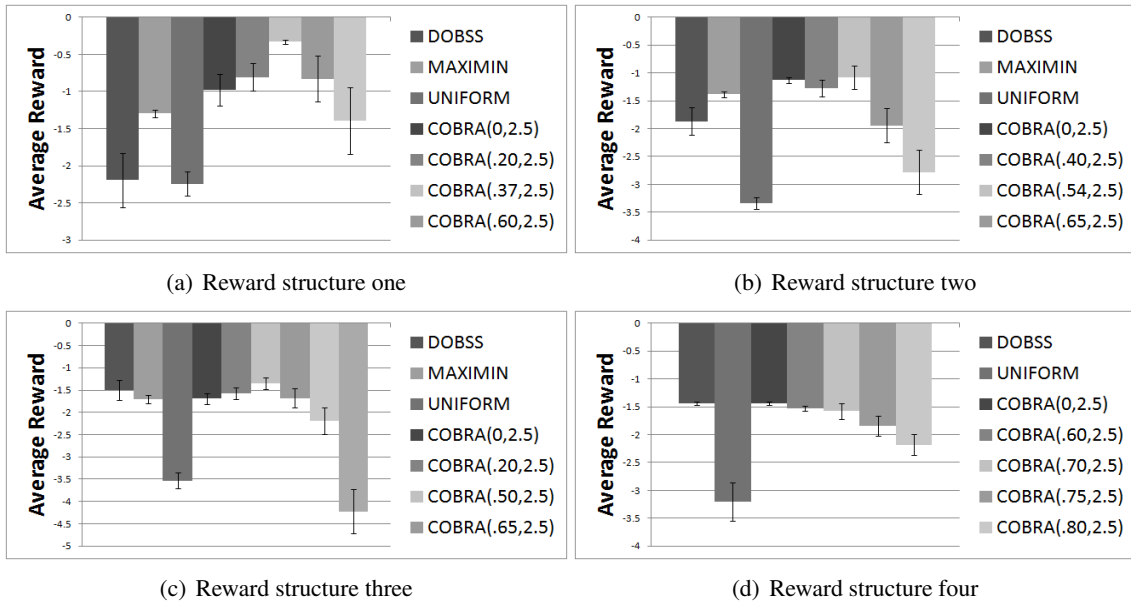 0
-0.5
-1
-1.5
-2
-2.5
-3
Average Reward
DOBSS
MAXIMIN
UNIFORM
COBRA(0,2.5)
COBRA(.20,2.5)
COBRA(.37,2.5)
COBRA(.60,2.5)
(a) Reward structure one
0
-0.5
-1
-1.5
-2
-2.5
-3
-3.5
-4
Average Reward
DOBSS
MAXIMIN
UNIFORM
COBRA(0,2.5)
COBRA(.40,2.5)
COBRA(.54,2.5)
COBRA(.65,2.5)
(b) Reward structure two
0
-0.5
-1
-1.5
-2
-2.5
-3
-3.5
-4
-4.5
-5
Average Reward
DOBSS
MAXIMIN
UNIFORM
COBRA(0,2.5)
COBRA(.20,2.5)
COBRA(.50,2.5)
COBRA(.65,2.5)
(c) Reward structure three
0
-0.5
-1
-1.5
-2
-2.5
-3
-3.5
-4
Average Reward
DOBSS
UNIFORM
COBRA(0,2.5)
COBRA(.60,2.5)
COBRA(.70,2.5)
COBRA(.75,2.5)
COBRA(.80,2.5)
(d) Reward structure four